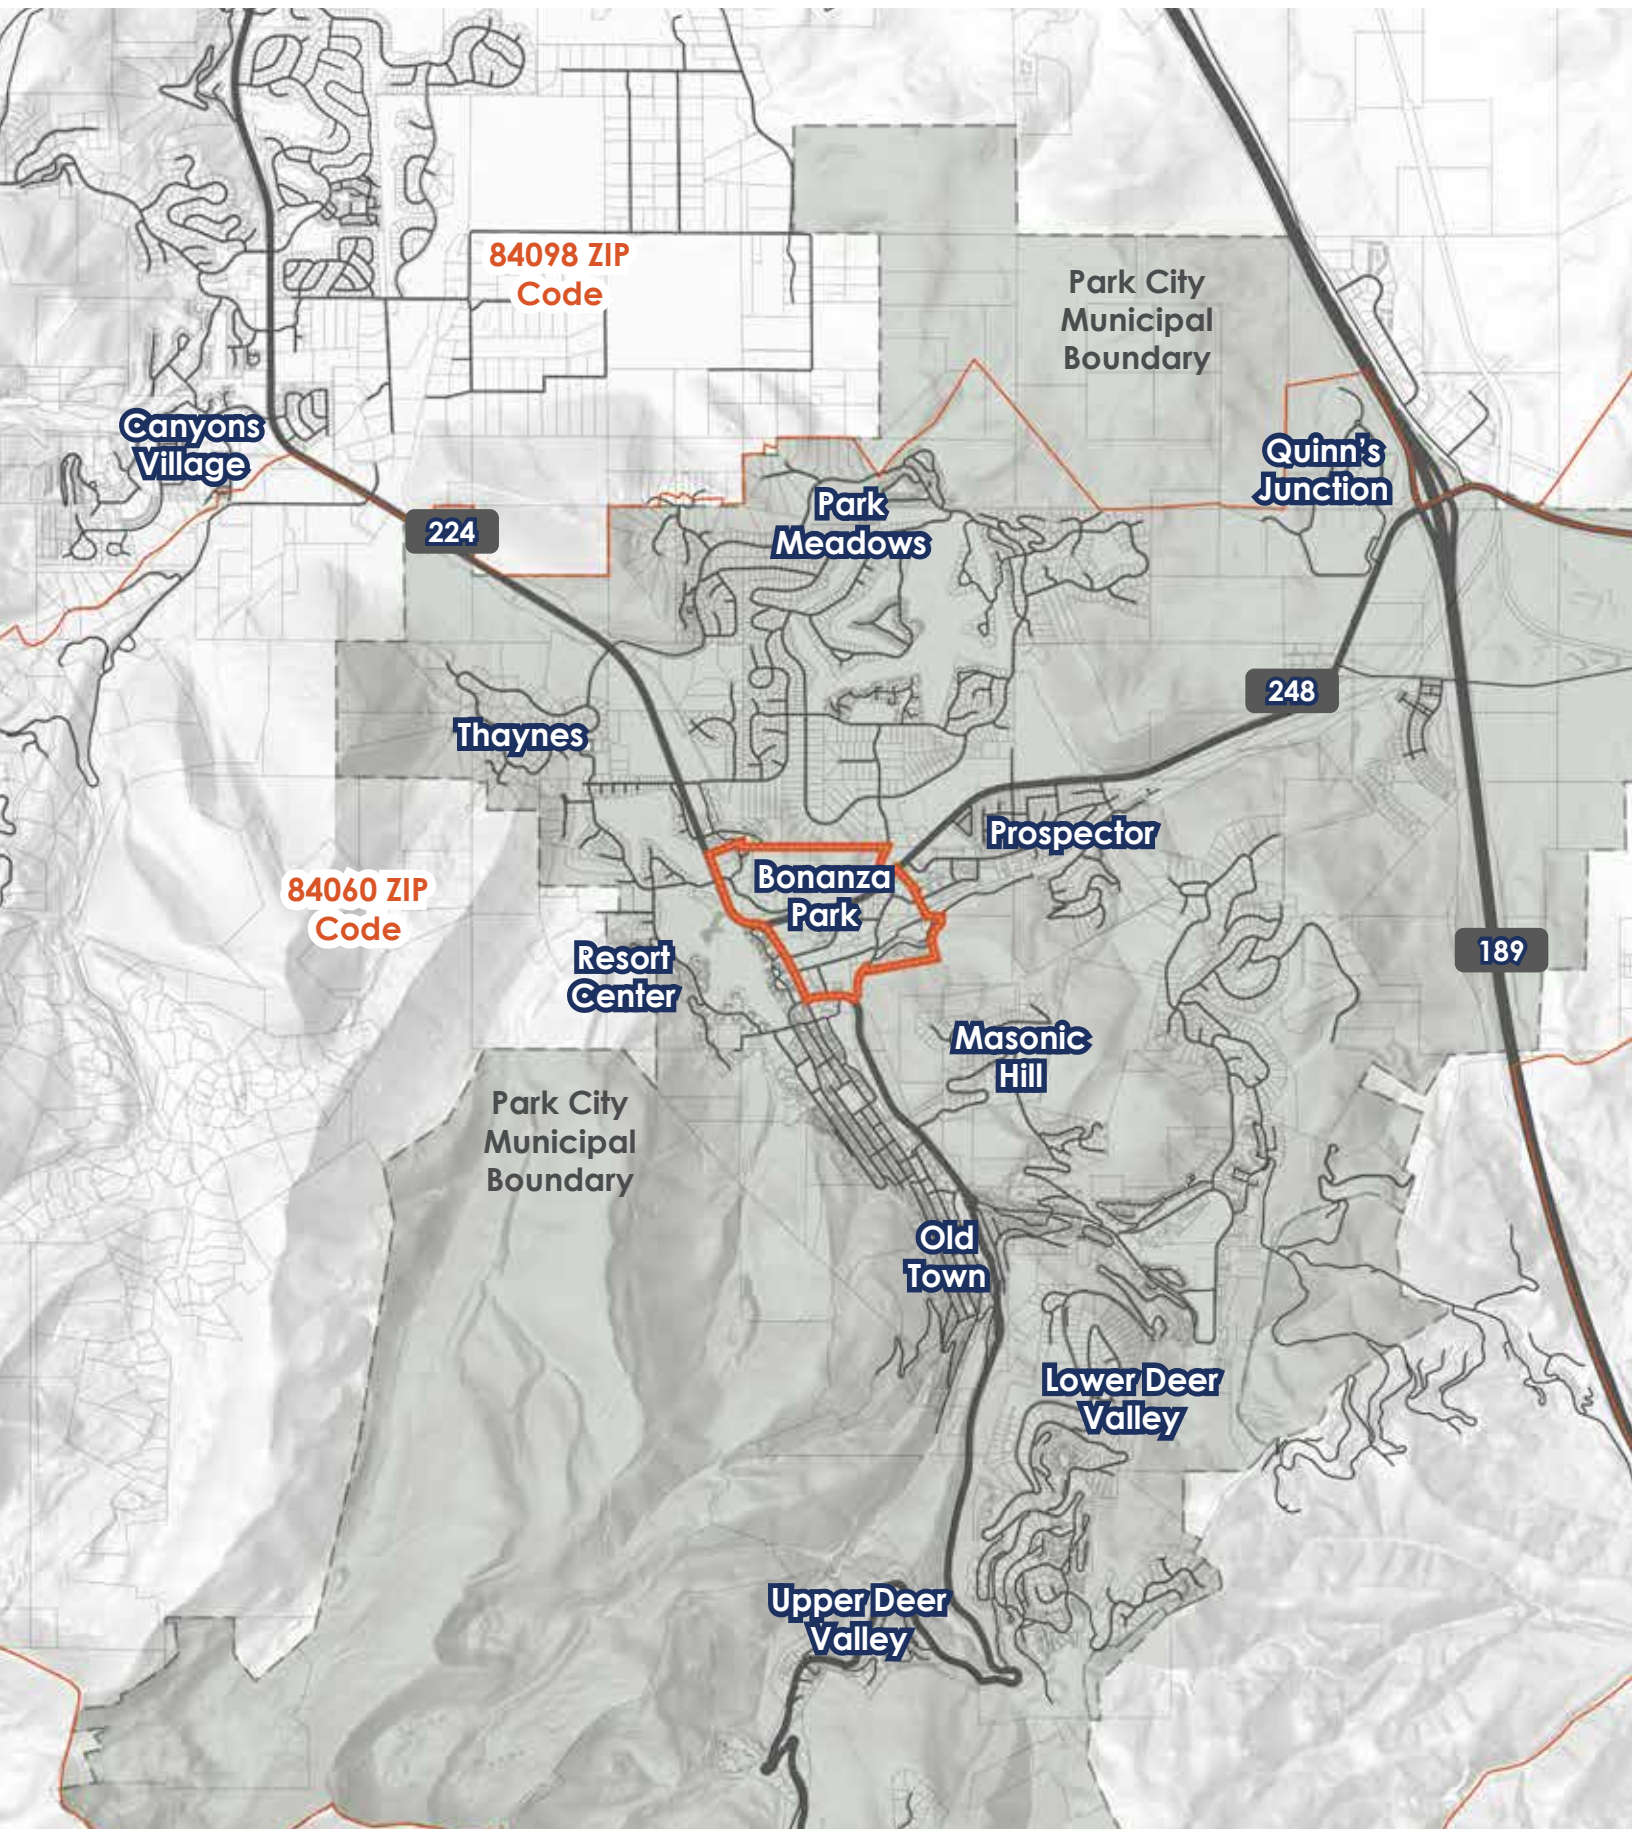 84098 ZIP
Code
Park City
Municipal
Boundary
Canyons
Village
Quinn's
Junction
Park
Meadows
224
248
Thaynes
Prospector
Bonanza
Park
84060 ZIP
Code
189
Resort
Center
Masonic
Hill
Park City
Municipal
Boundary
Old
Town
Lower Deer
Valley
Upper Deer
Valley